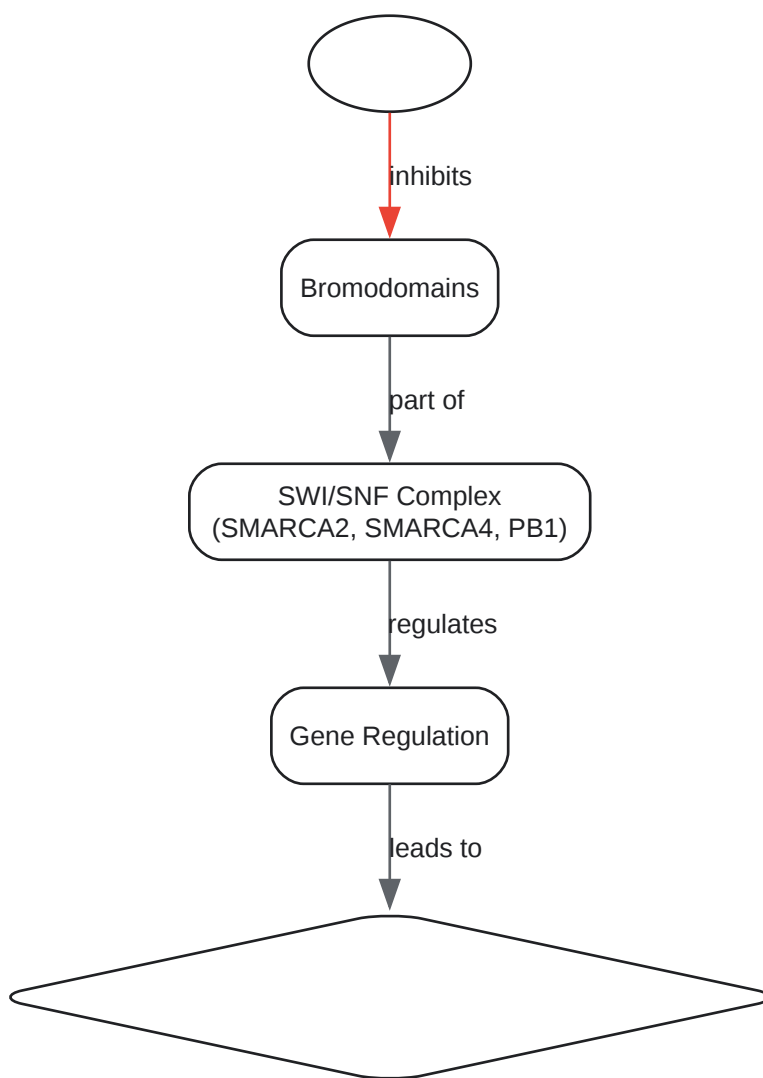 inhibits
Bromodomains
part of
SWI/SNF Complex
(SMARCA2, SMARCA4, PB1)
regulates
Gene Regulation
leads to